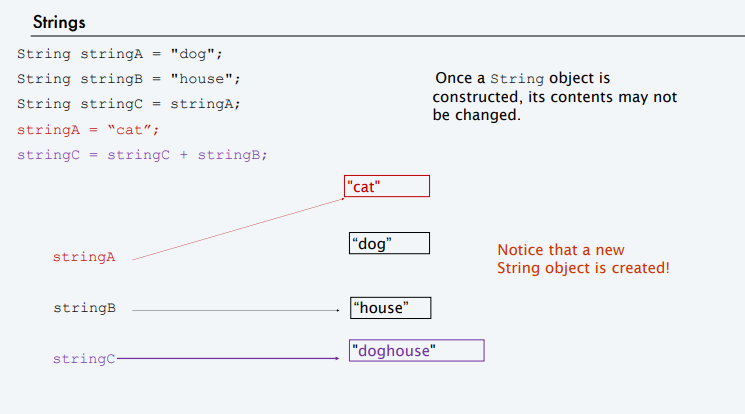 Strings
String stringA = "dog";
String stringB = "house";
String stringC = stringA;
stringA = “cat”;
stringC = stringC + stringB;
Once a String object is
constructed, its contents may not
be changed.
"cat"
“dog”
Notice that a new
String object is created!
stringA
stringB
“house”
stringC
"doghouse"